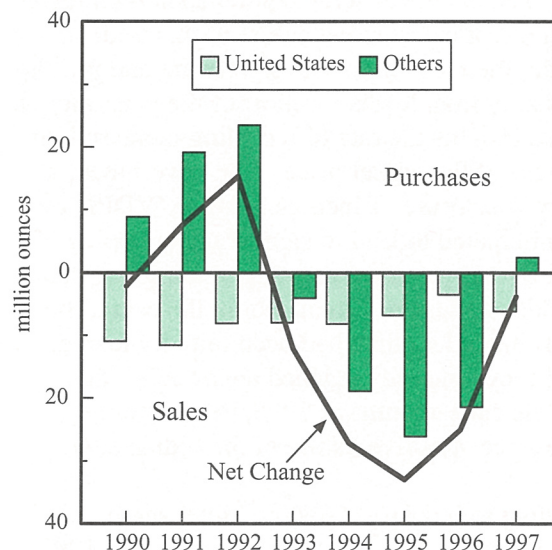 40
United States Others
20
Purchases
million ounces
0
Sales
20
Net Change
40
1990 1991 1992 1993 1994 1995 1996 1997